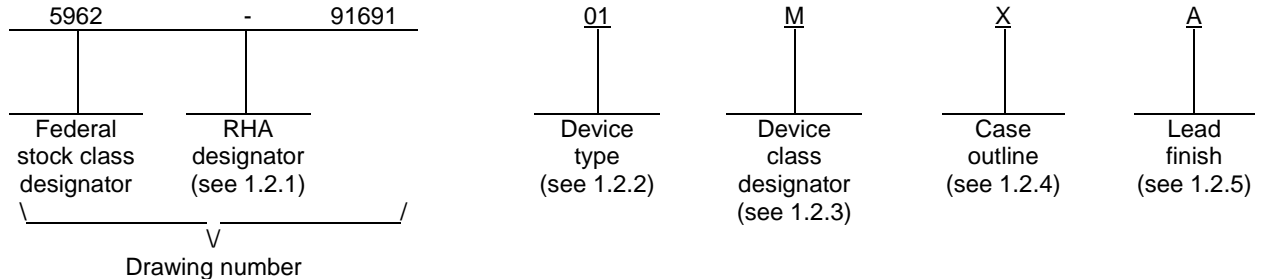 5962 - 91691 01 M X A
Federal stock class designator RHA designator (see 1.2.1) Device type (see 1.2.2) Device class designator (see 1.2.3) Case outline (see 1.2.4) Lead finish (see 1.2.5)
\ /
\/
Drawing number